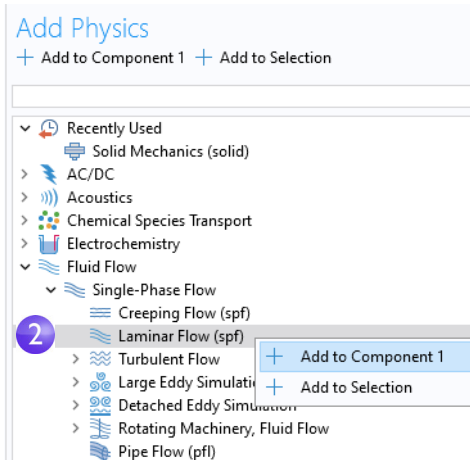 Add Physics
+ Add to Component 1 + Add to Selection
Recently Used
Solid Mechanics (solid)
AC/DC
Acoustics
Chemical Species Transport
Electrochemistry
Fluid Flow
Single-Phase Flow
Creeping Flow (spf)
2 Laminar Flow (spf)
+ Add to Component 1
Turbulent Flow
Large Eddy
+ Add to Selection
Detached Eddy Simulation
Rotating Machinery, Fluid Flow
Pipe Flow (pfl)